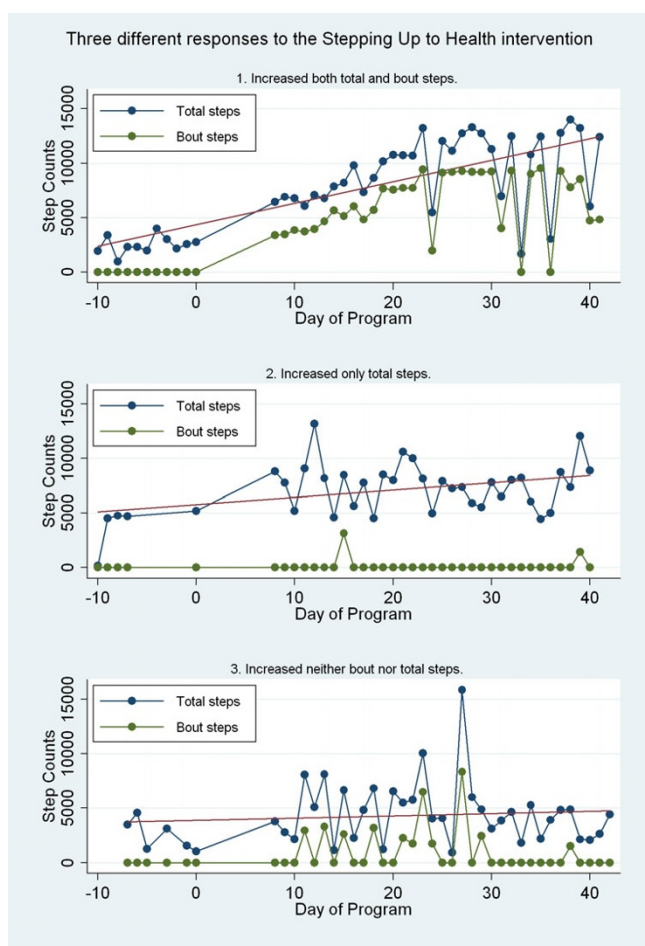 Three different responses to the Stepping Up to Health intervention
1. Increased both total and bout steps.
Total steps
Bout steps
Step Counts
0 5000 10000 15000
-10 0 10 20 30 40
Day of Program
2. Increased only total steps.
Total steps
Bout steps
Step Counts
0 5000 10000 15000
-10 0 10 20 30 40
Day of Program
3. Increased neither bout nor total steps.
Total steps
Bout steps
Step Counts
0 5000 10000 15000
-10 0 10 20 30 40
Day of Program